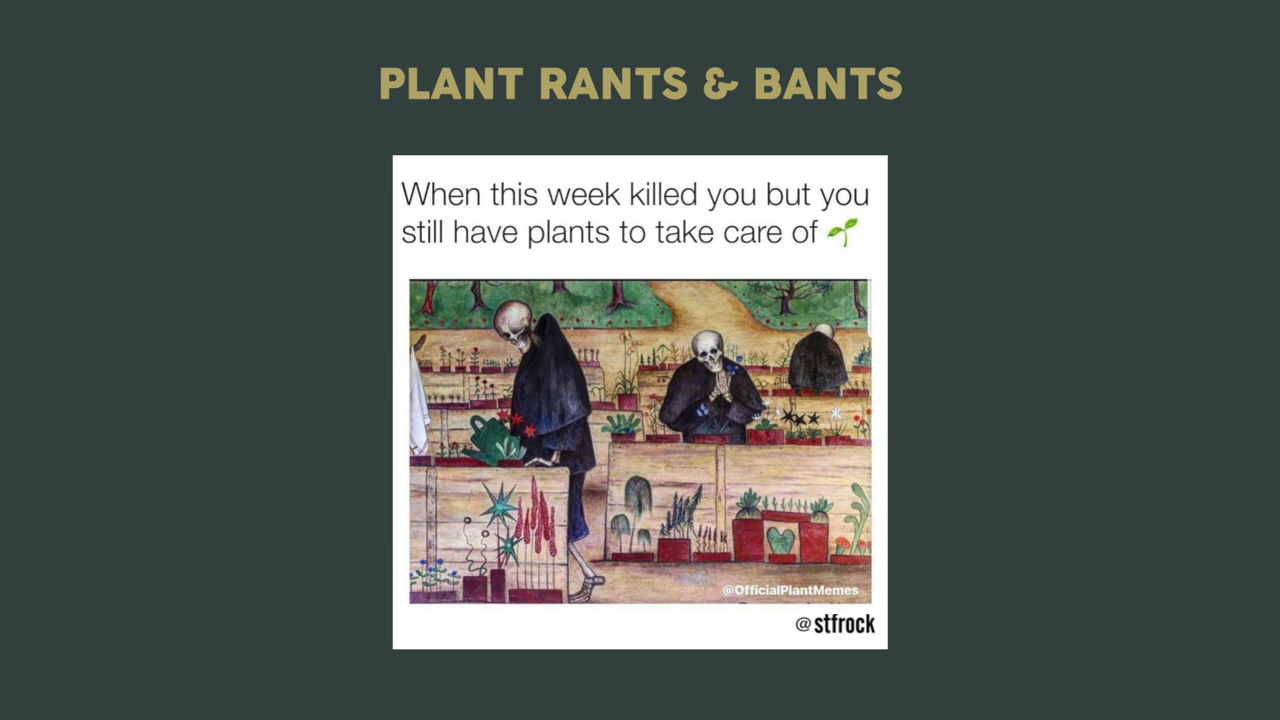 PLANT RANTS & BANTS
When this week killed you but you
still have plants to take care of 🌱
@OfficialPlantMemes
@stfrock